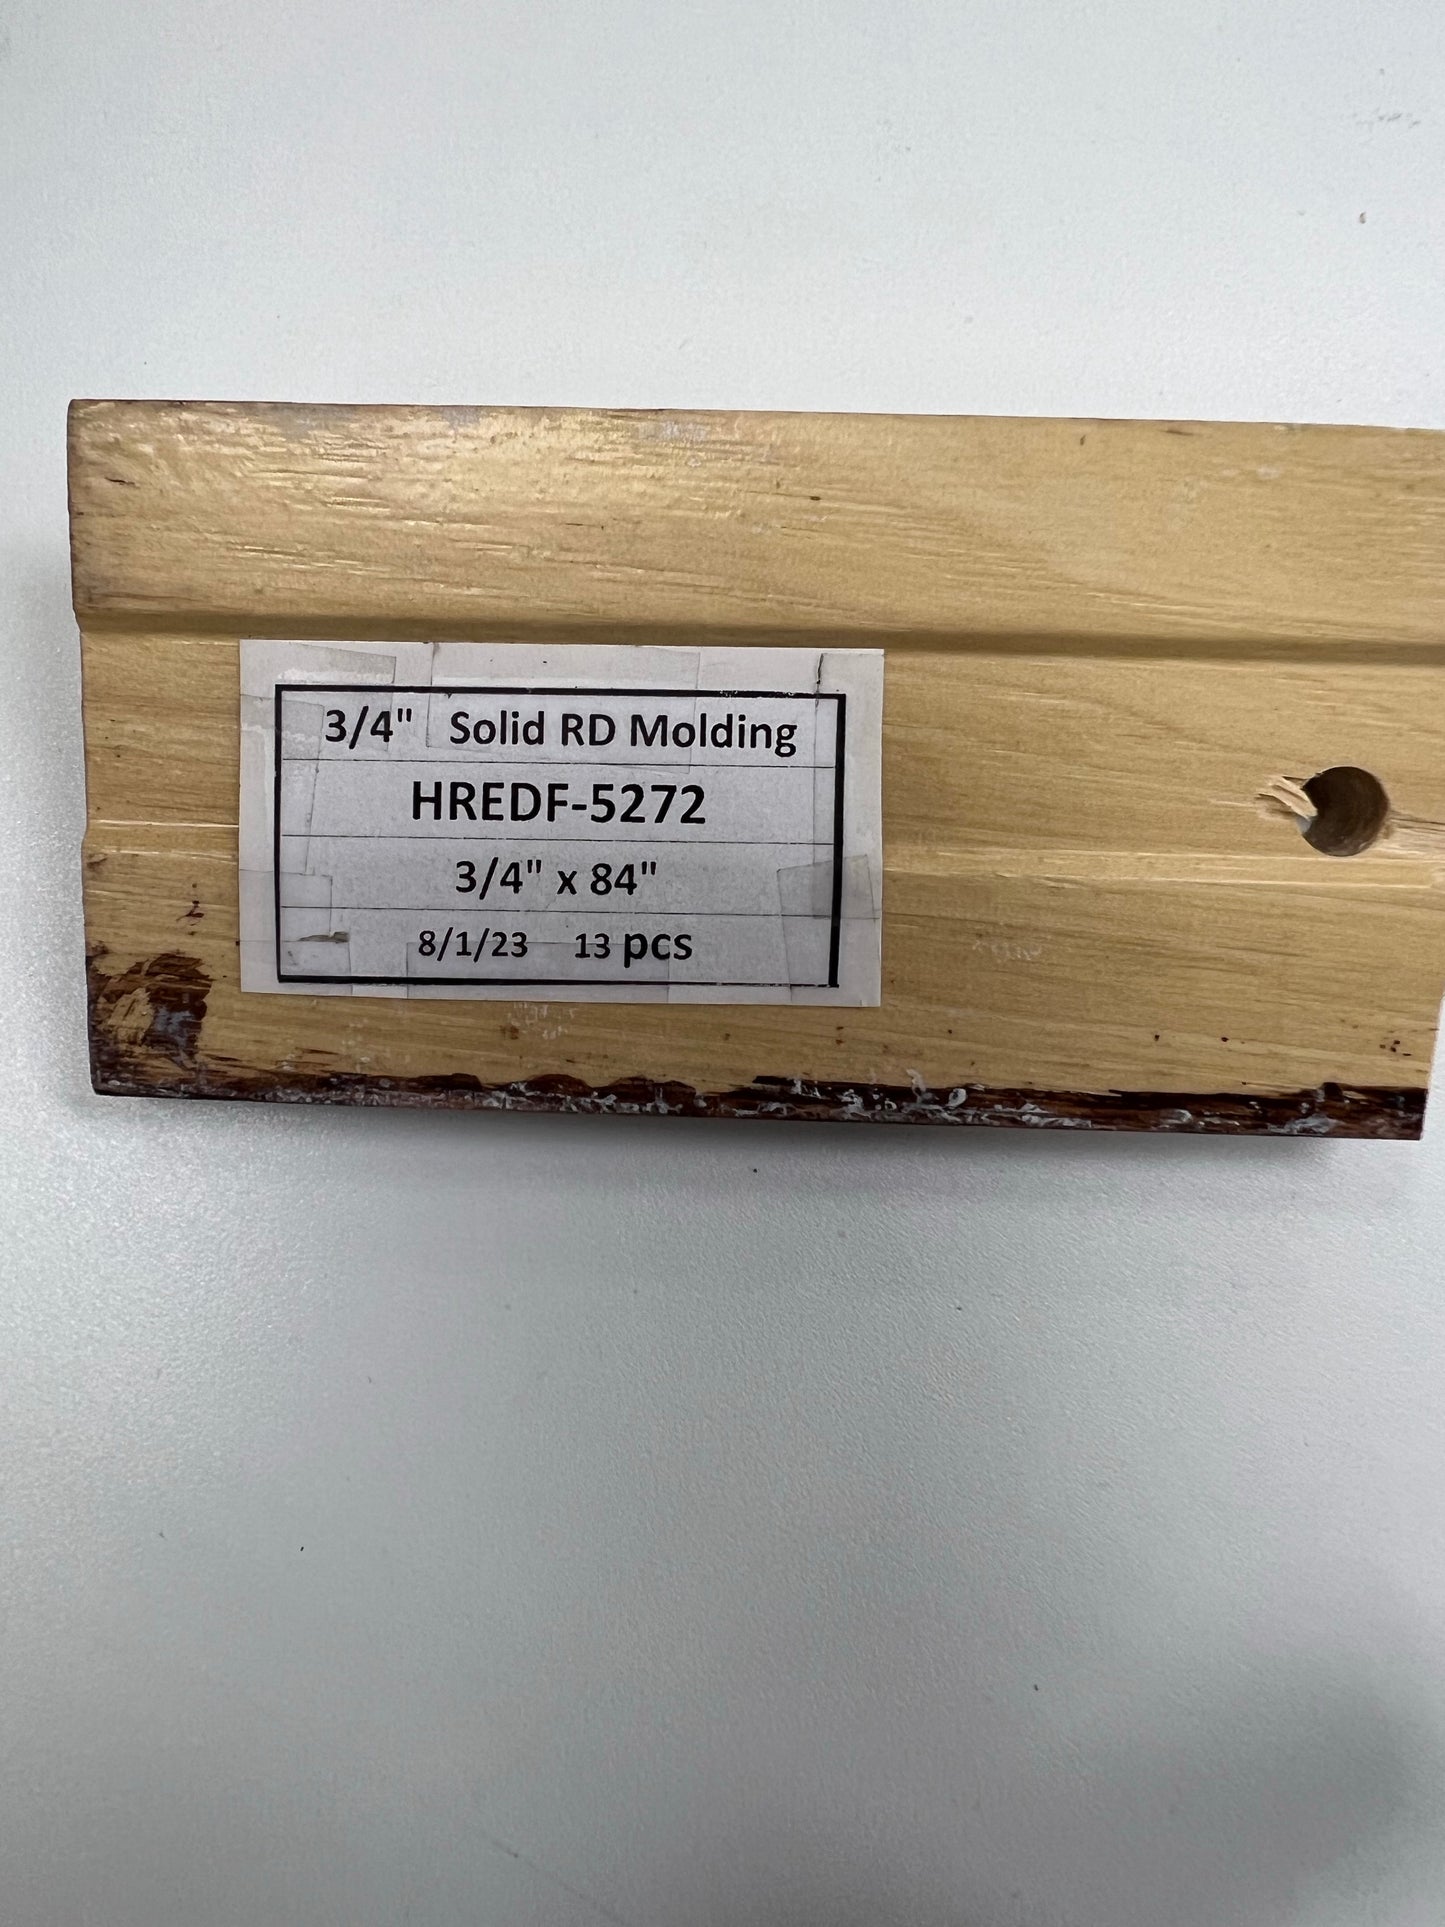 3/4" Solid RD Molding
HREDF-5272
3/4" x 84"
8/1/23 13 pcs